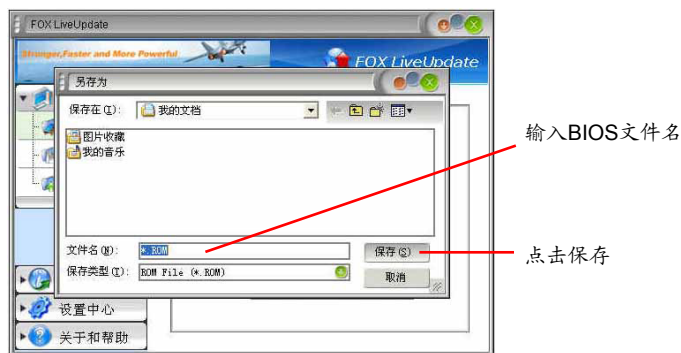 FOX LiveUpdate
Stronger,Faster and More Powerful
FOX LiveUpdate
另存为
保存在(I):
我的文档
图片收藏
我的音乐
输入BIOS文件名
文件名(N):
*.ROM
保存(S)
点击保存
保存类型(T):
ROM File (*.ROM)
取消
设置中心
关于和帮助